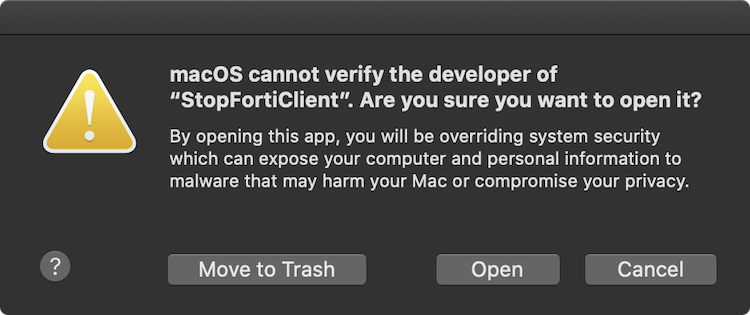 macOS cannot verify the developer of
“StopFortiClient”. Are you sure you want to open it?
By opening this app, you will be overriding system security
which can expose your computer and personal information to
malware that may harm your Mac or compromise your privacy.
?
Move to Trash
Open
Cancel